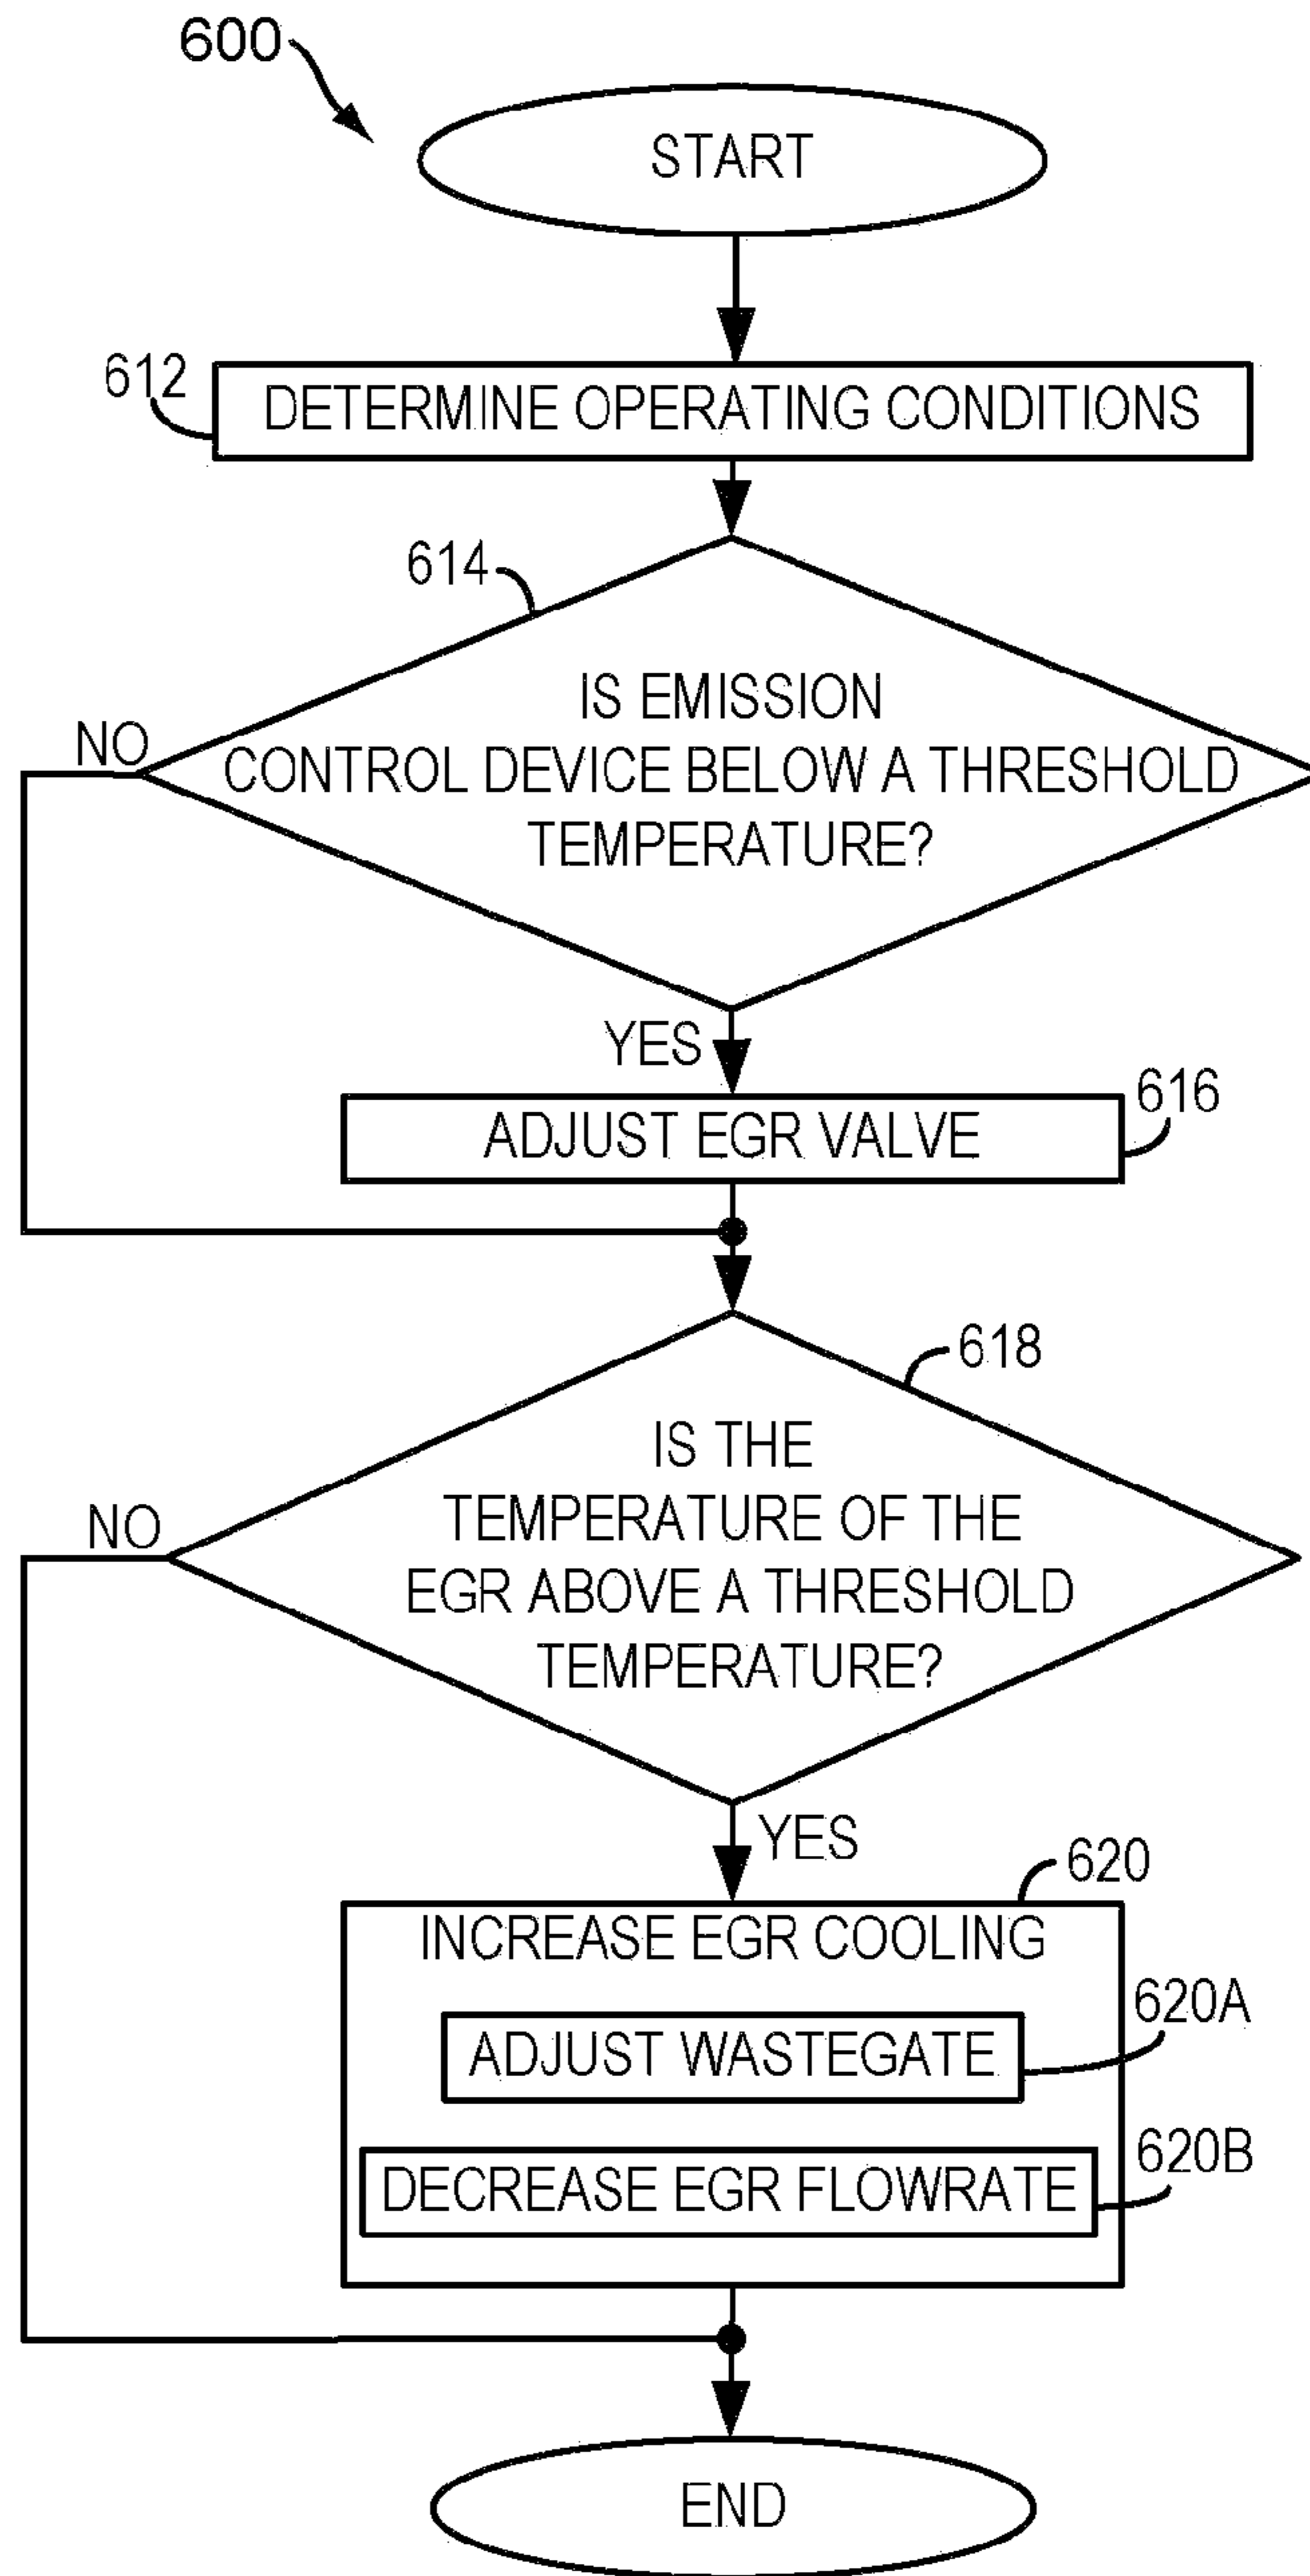 600
START
612
DETERMINE OPERATING CONDITIONS
614
IS EMISSION
CONTROL DEVICE BELOW A THRESHOLD
TEMPERATURE?
NO
YES
ADJUST EGR VALVE
616
618
IS THE
TEMPERATURE OF THE
EGR ABOVE A THRESHOLD
TEMPERATURE?
NO
YES
620
INCREASE EGR COOLING
620A
ADJUST WASTEGATE
620B
DECREASE EGR FLOWRATE
END